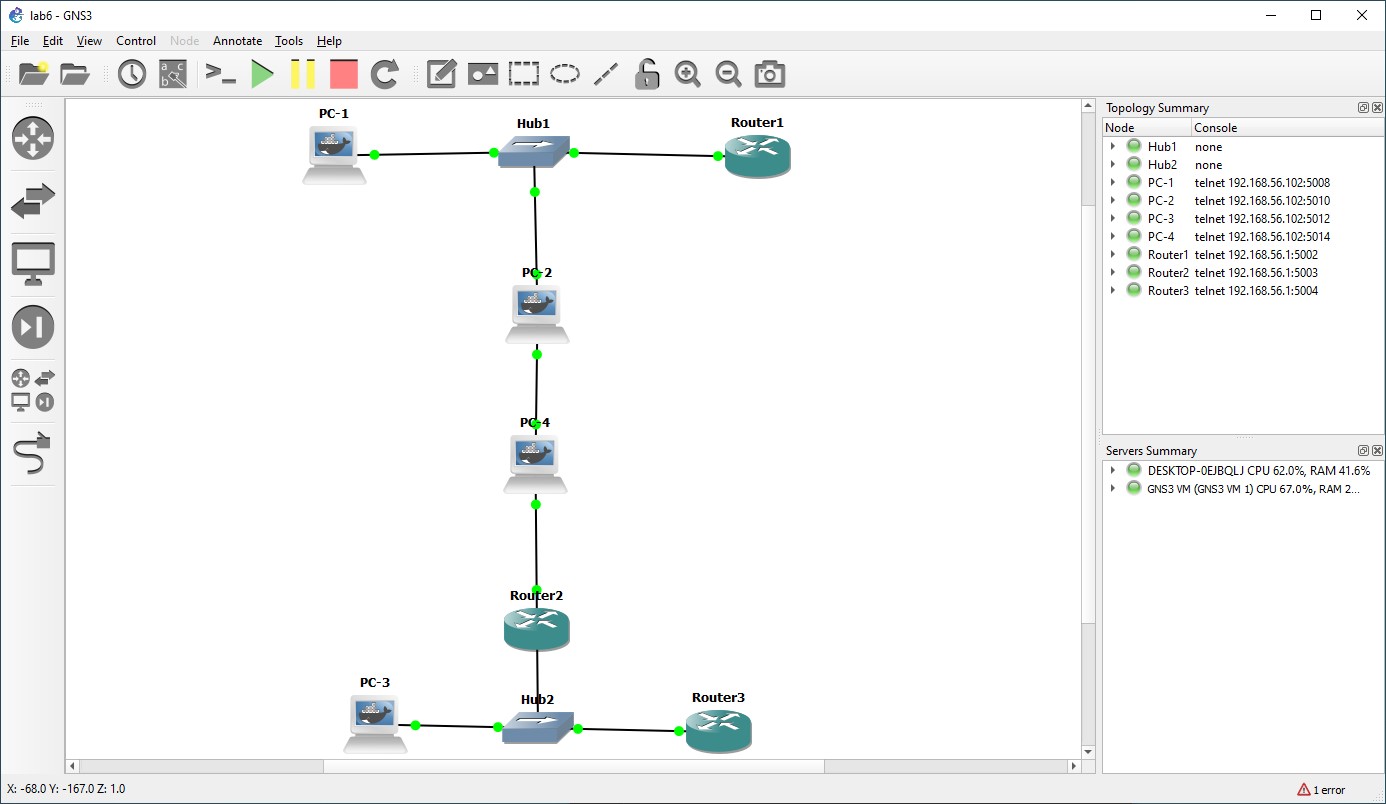 lab6 - GNS3
File Edit View Control Node Annotate Tools Help
PC-1
Hub1
Router1
PC-2
PC-4
Router2
PC-3
Hub2
Router3
Topology Summary
Node Console
Hub1 none
Hub2 none
PC-1 telnet 192.168.56.102:5008
PC-2 telnet 192.168.56.102:5010
PC-3 telnet 192.168.56.102:5012
PC-4 telnet 192.168.56.102:5014
Router1 telnet 192.168.56.1:5002
Router2 telnet 192.168.56.1:5003
Router3 telnet 192.168.56.1:5004
Servers Summary
DESKTOP-0EJBQLJ CPU 62.0%, RAM 41.6%
GNS3 VM (GNS3 VM 1) CPU 67.0%, RAM 2...
X: -68.0 Y: -167.0 Z: 1.0
1 error